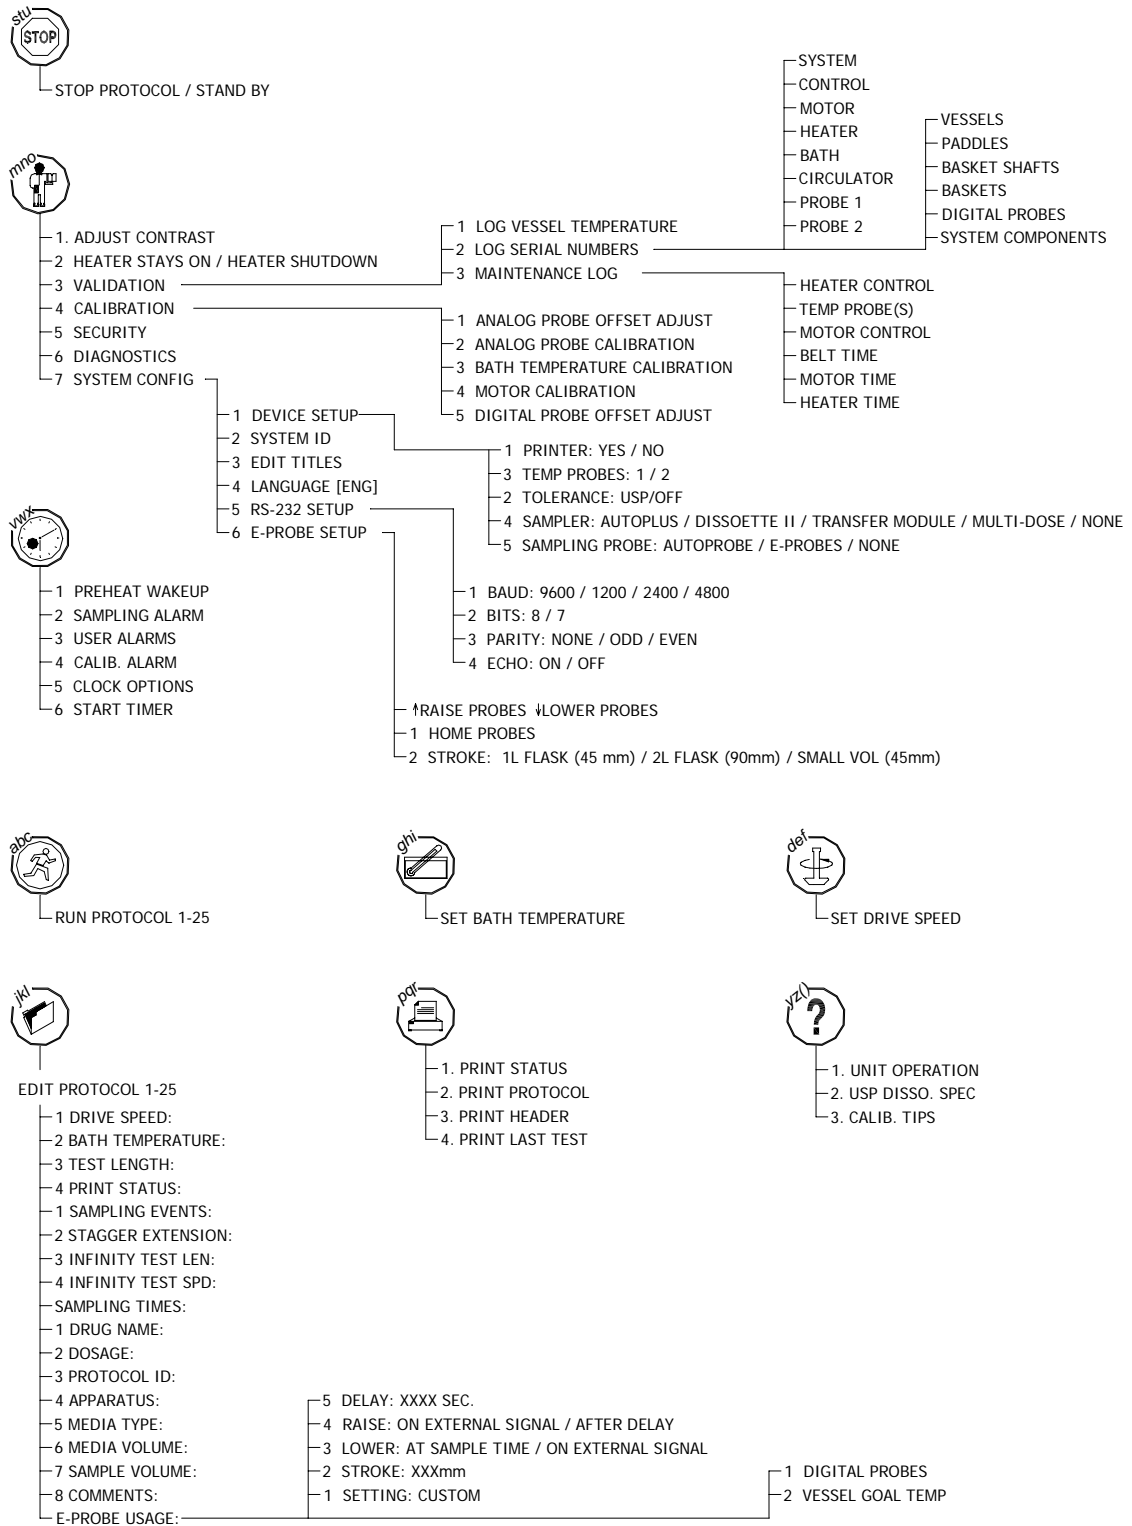 stu
STOP
STOP PROTOCOL / STAND BY
mno
1. ADJUST CONTRAST
2 HEATER STAYS ON / HEATER SHUTDOWN
3 VALIDATION
4 CALIBRATION
5 SECURITY
6 DIAGNOSTICS
7 SYSTEM CONFIG
1 LOG VESSEL TEMPERATURE
2 LOG SERIAL NUMBERS
3 MAINTENANCE LOG
SYSTEM
CONTROL
MOTOR
HEATER
BATH
CIRCULATOR
PROBE 1
PROBE 2
VESSELS
PADDLES
BASKET SHAFTS
BASKETS
DIGITAL PROBES
SYSTEM COMPONENTS
HEATER CONTROL
TEMP PROBE(S)
MOTOR CONTROL
BELT TIME
MOTOR TIME
HEATER TIME
1 ANALOG PROBE OFFSET ADJUST
2 ANALOG PROBE CALIBRATION
3 BATH TEMPERATURE CALIBRATION
4 MOTOR CALIBRATION
5 DIGITAL PROBE OFFSET ADJUST
1 DEVICE SETUP
2 SYSTEM ID
3 EDIT TITLES
4 LANGUAGE [ENG]
5 RS-232 SETUP
6 E-PROBE SETUP
1 PRINTER: YES / NO
3 TEMP PROBES: 1 / 2
2 TOLERANCE: USP/OFF
4 SAMPLER: AUTOPLUS / DISSOETTE II / TRANSFER MODULE / MULTI-DOSE / NONE
5 SAMPLING PROBE: AUTOPROBE / E-PROBES / NONE
1 BAUD: 9600 / 1200 / 2400 / 4800
2 BITS: 8 / 7
3 PARITY: NONE / ODD / EVEN
4 ECHO: ON / OFF
↑RAISE PROBES ↓LOWER PROBES
1 HOME PROBES
2 STROKE: 1L FLASK (45 mm) / 2L FLASK (90mm) / SMALL VOL (45mm)
vwx
1 PREHEAT WAKEUP
2 SAMPLING ALARM
3 USER ALARMS
4 CALIB. ALARM
5 CLOCK OPTIONS
6 START TIMER
abc
RUN PROTOCOL 1-25
ghi
SET BATH TEMPERATURE
def
SET DRIVE SPEED
jkl
EDIT PROTOCOL 1-25
1 DRIVE SPEED:
2 BATH TEMPERATURE:
3 TEST LENGTH:
4 PRINT STATUS:
1 SAMPLING EVENTS:
2 STAGGER EXTENSION:
3 INFINITY TEST LEN:
4 INFINITY TEST SPD:
SAMPLING TIMES:
1 DRUG NAME:
2 DOSAGE:
3 PROTOCOL ID:
4 APPARATUS:
5 MEDIA TYPE:
6 MEDIA VOLUME:
7 SAMPLE VOLUME:
8 COMMENTS:
E-PROBE USAGE:
5 DELAY: XXXX SEC.
4 RAISE: ON EXTERNAL SIGNAL / AFTER DELAY
3 LOWER: AT SAMPLE TIME / ON EXTERNAL SIGNAL
2 STROKE: XXXmm
1 SETTING: CUSTOM
1 DIGITAL PROBES
2 VESSEL GOAL TEMP
pqr
1. PRINT STATUS
2. PRINT PROTOCOL
3. PRINT HEADER
4. PRINT LAST TEST
yz()
?
1. UNIT OPERATION
2. USP DISSO. SPEC
3. CALIB. TIPS